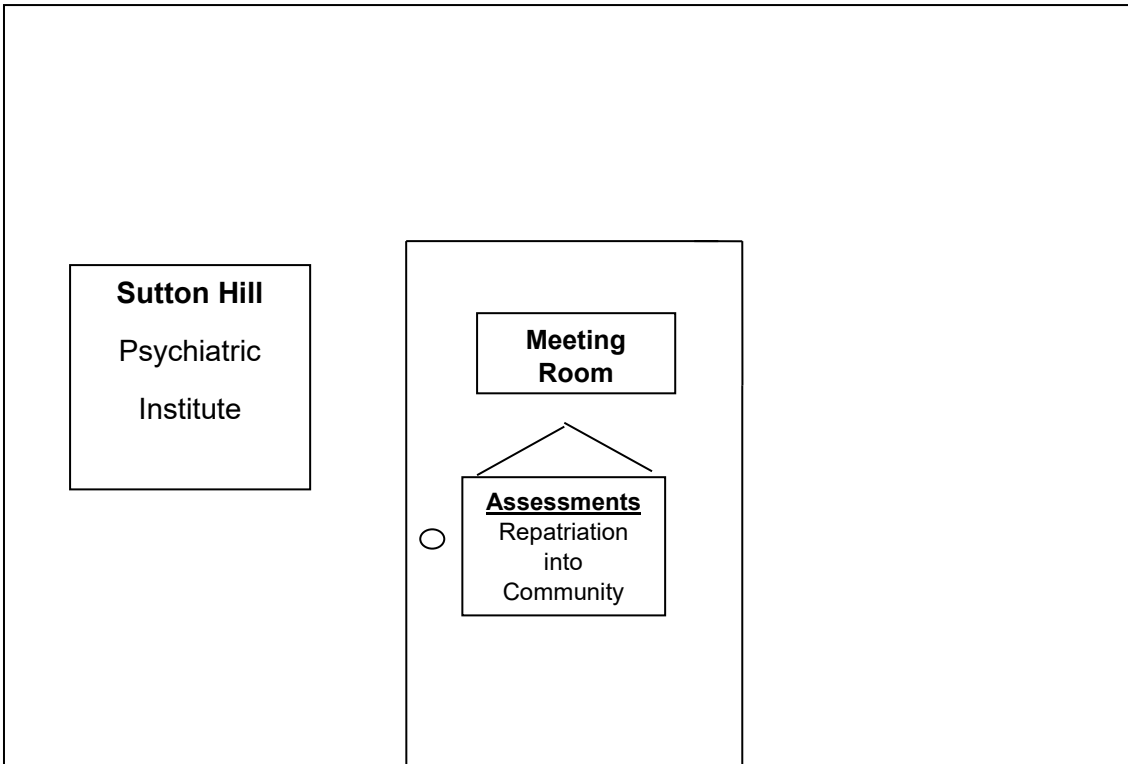 Sutton Hill
Psychiatric
Institute
Meeting
Room
Assessments
Repatriation
into
Community